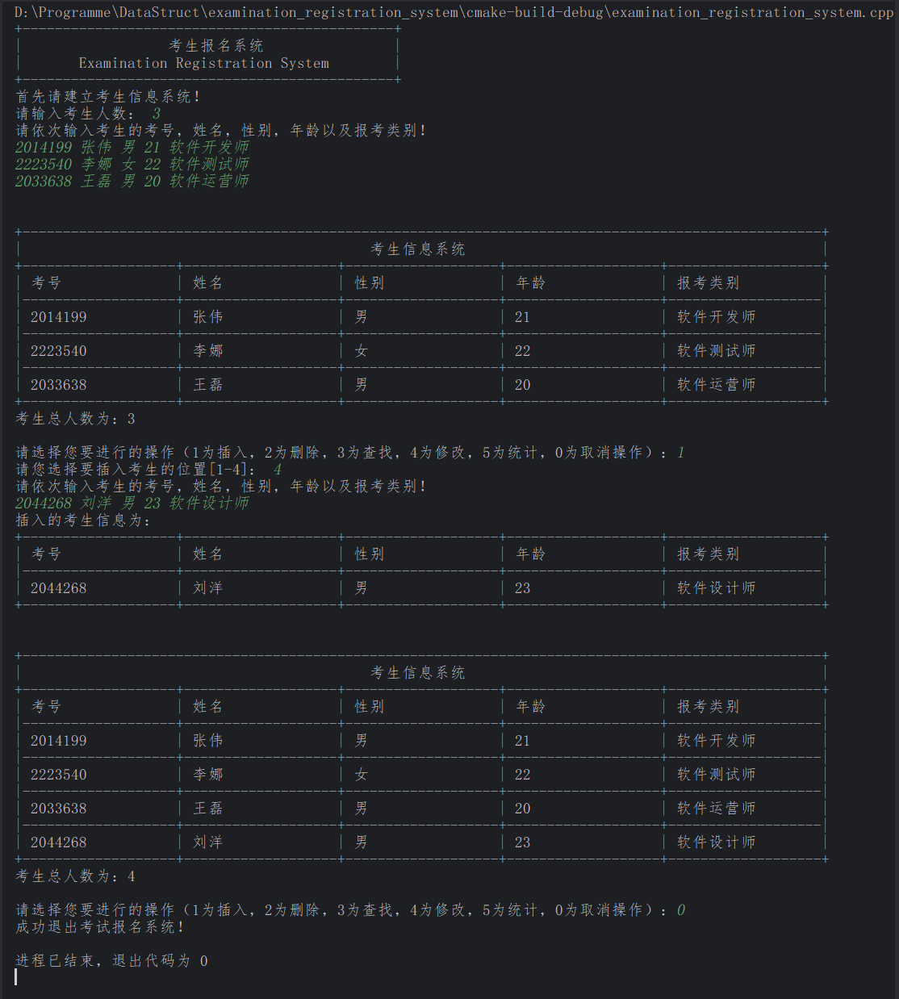 D:\Programme\DataStruct\examination_registration_system\cmake-build-debug\examination_registration_system.cpp
考生报名系统
Examination Registration System
首先请建立考生信息系统！
请输入考生人数： 3
请依次输入考生的考号，姓名，性别，年龄以及报考类别！
2014199 张伟 男 21 软件开发师
2223540 李娜 女 22 软件测试师
2033638 王磊 男 20 软件运营师
考生信息系统
| 考号 | 姓名 | 性别 | 年龄 | 报考类别 |
| 2014199 | 张伟 | 男 | 21 | 软件开发师 |
| 2223540 | 李娜 | 女 | 22 | 软件测试师 |
| 2033638 | 王磊 | 男 | 20 | 软件运营师 |
考生总人数为：3
请选择您要进行的操作（1为插入，2为删除，3为查找，4为修改，5为统计，0为取消操作）：1
请您选择要插入考生的位置[1-4]： 4
请依次输入考生的考号，姓名，性别，年龄以及报考类别！
2044268 刘洋 男 23 软件设计师
插入的考生信息为：
| 考号 | 姓名 | 性别 | 年龄 | 报考类别 |
| 2044268 | 刘洋 | 男 | 23 | 软件设计师 |
考生信息系统
| 考号 | 姓名 | 性别 | 年龄 | 报考类别 |
| 2014199 | 张伟 | 男 | 21 | 软件开发师 |
| 2223540 | 李娜 | 女 | 22 | 软件测试师 |
| 2033638 | 王磊 | 男 | 20 | 软件运营师 |
| 2044268 | 刘洋 | 男 | 23 | 软件设计师 |
考生总人数为：4
请选择您要进行的操作（1为插入，2为删除，3为查找，4为修改，5为统计，0为取消操作）：0
成功退出考试报名系统！
进程已结束，退出代码为 0